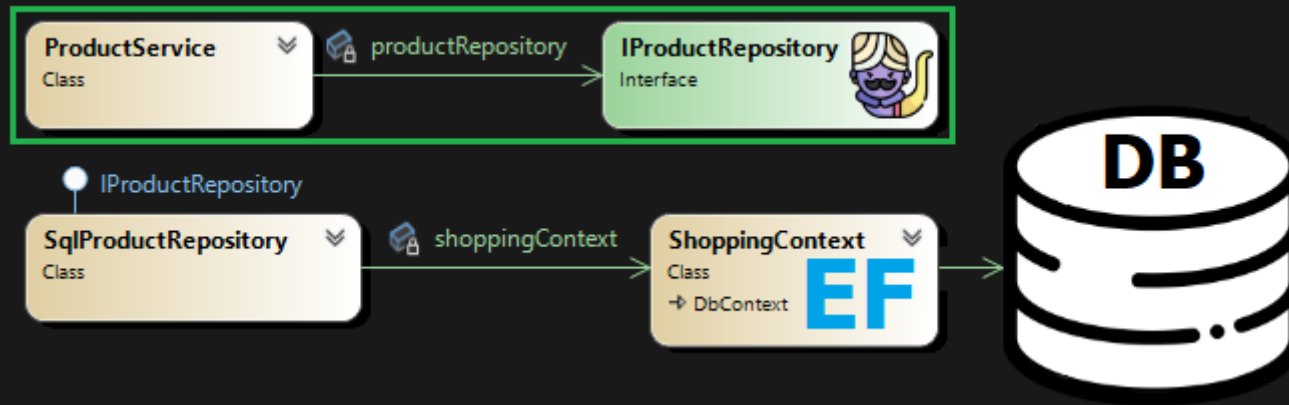 ProductService
Class
productRepository
IProductRepository
Interface
IProductRepository
SqlProductRepository
Class
shoppingContext
ShoppingContext
Class
DbContext
EF
DB